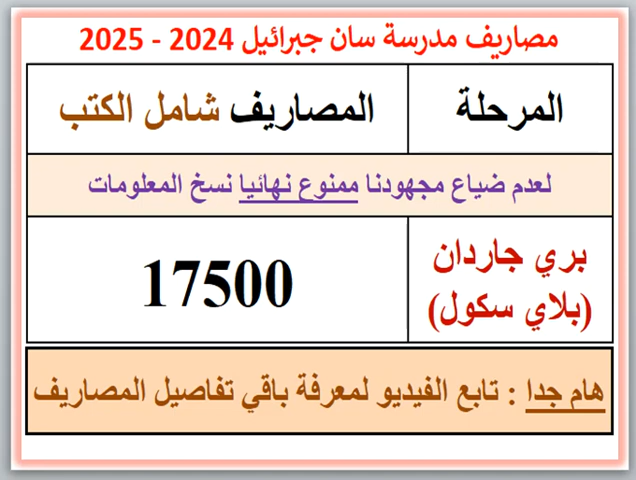 مصاريف مدرسة سان جبرائيل 2024 - 2025
المرحلة
المصاريف شامل الكتب
لعدم ضياع مجهودنا ممنوع نهائيا نسخ المعلومات
بري جاردان
(بلاي سكول)
17500
هام جدا : تابع الفيديو لمعرفة باقي تفاصيل المصاريف